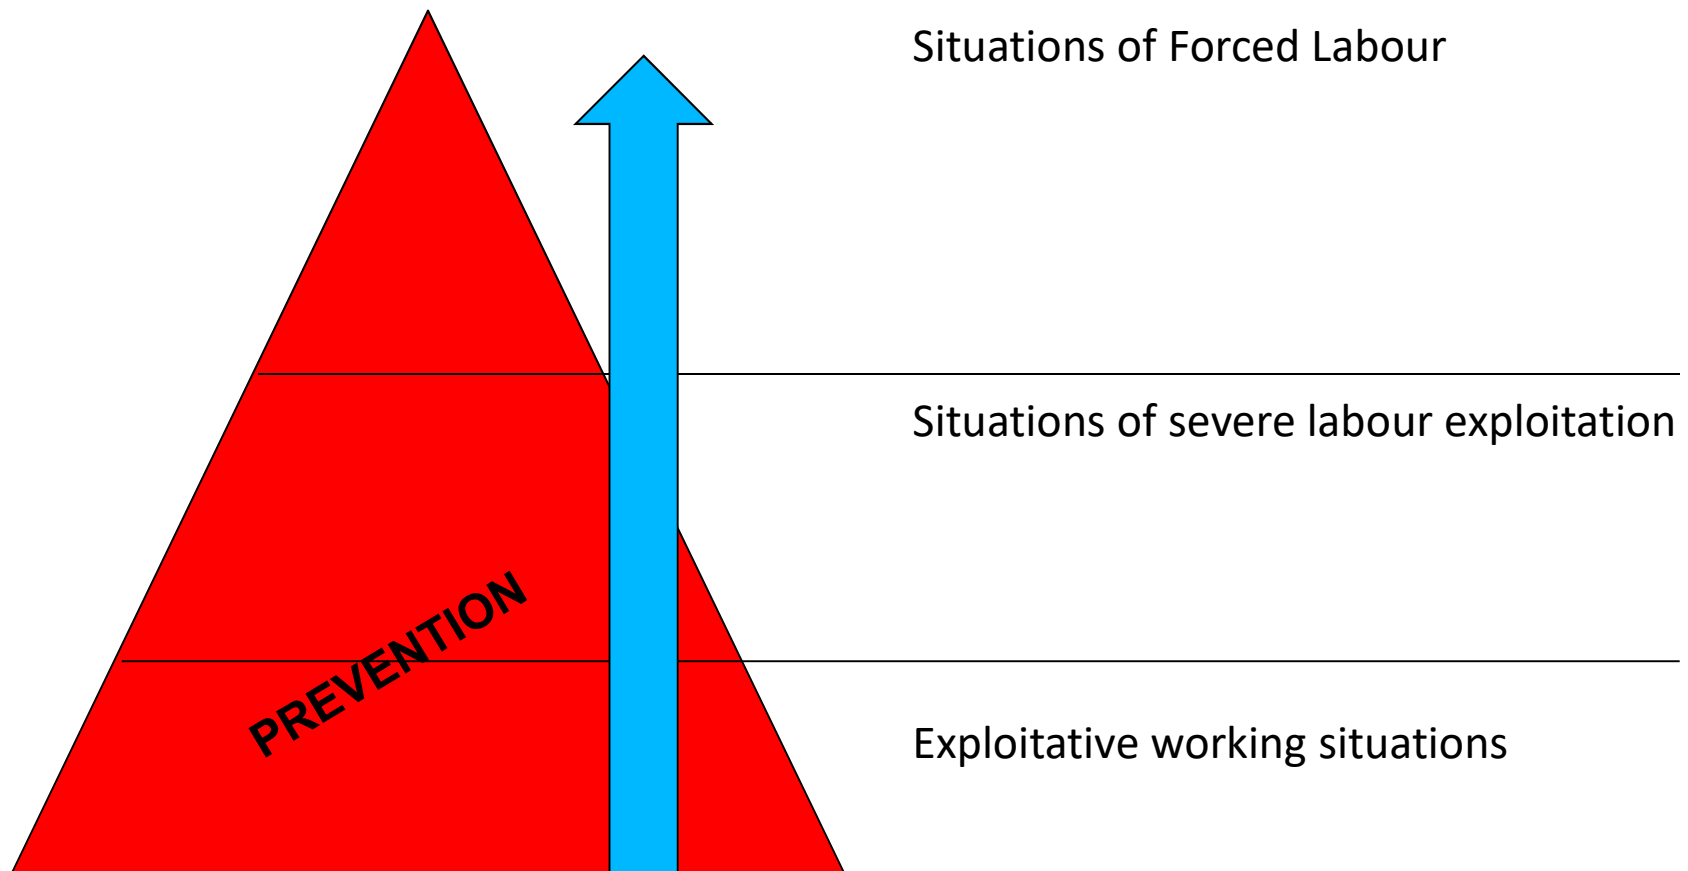 Situations of Forced Labour
Situations of severe labour exploitation
PREVENTION
Exploitative working situations